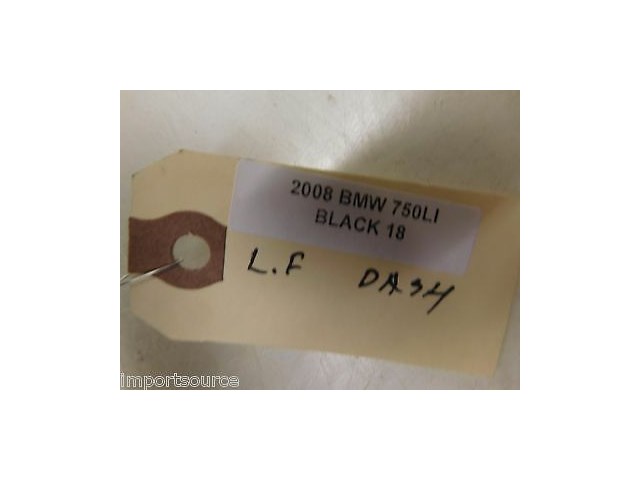 2008 BMW 750LI
BLACK 18
L.F DASH
importsource